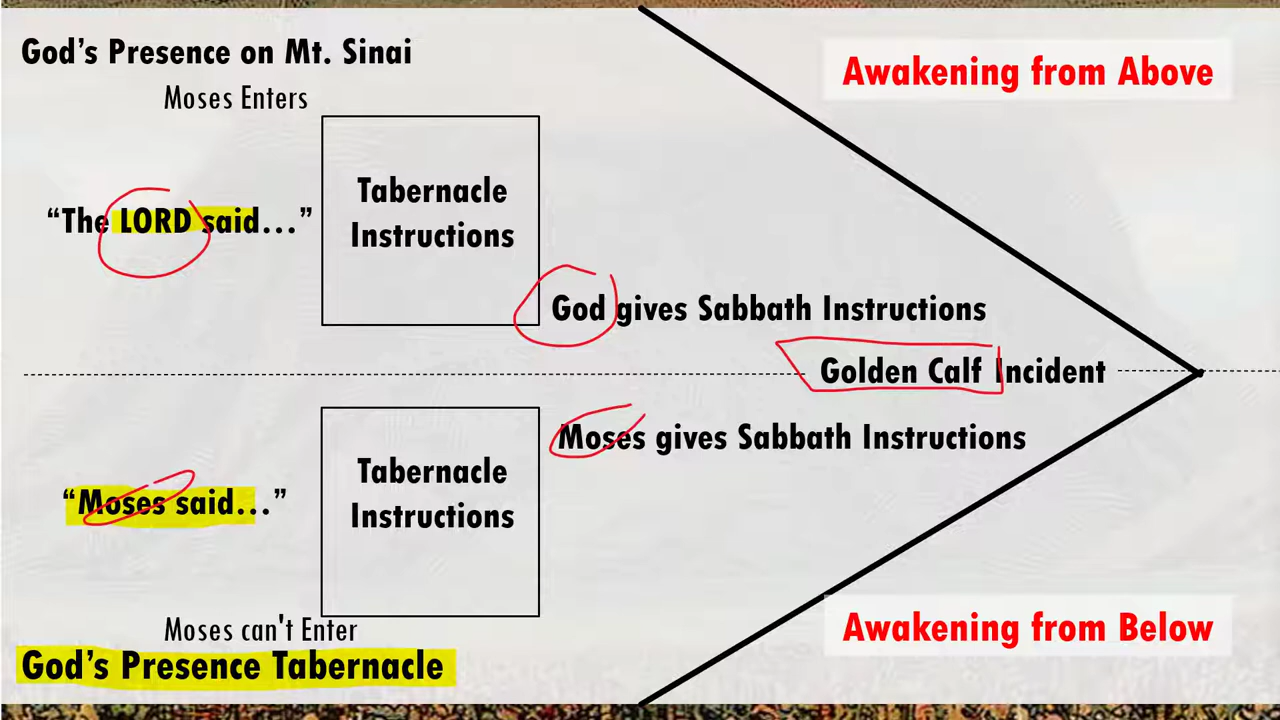 God's Presence on Mt. Sinai
Awakening from Above
Moses Enters
Tabernacle
Instructions
“The LORD said...”
God gives Sabbath Instructions
Golden Calf Incident
Moses gives Sabbath Instructions
Tabernacle
Instructions
“Moses said...”
Moses can't Enter
Awakening from Below
God's Presence Tabernacle